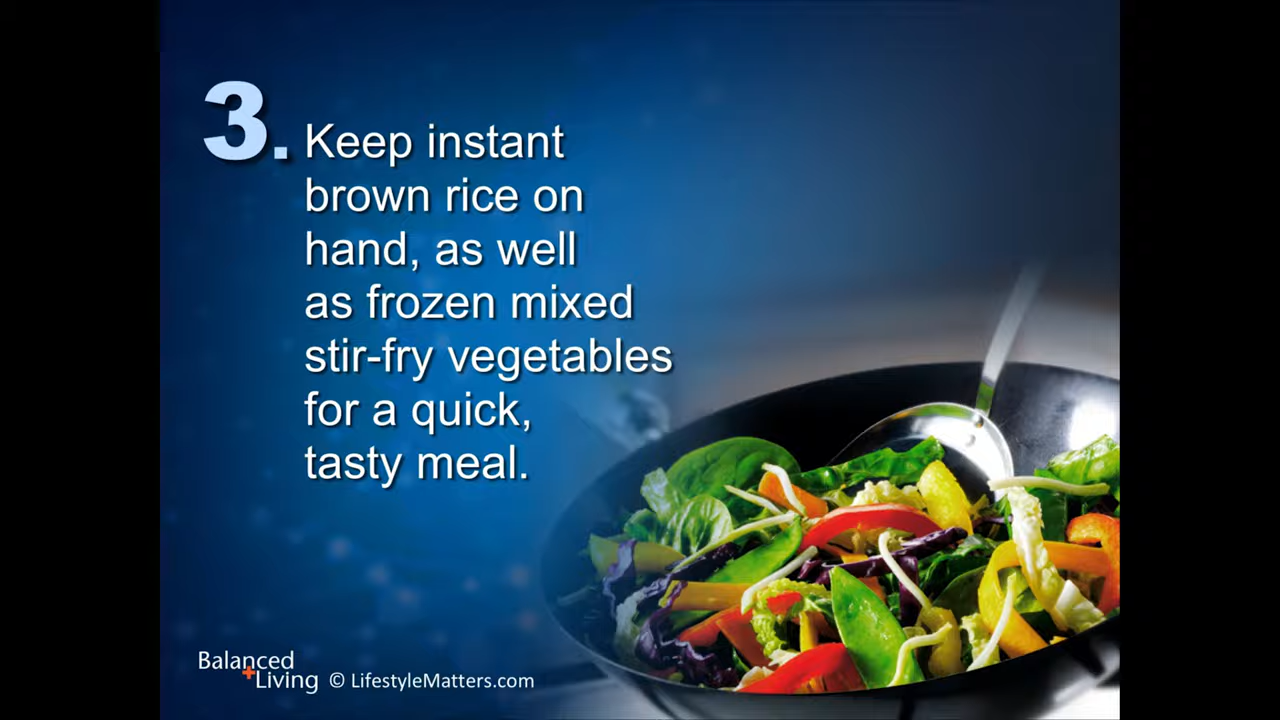 3. Keep instant
brown rice on
hand, as well
as frozen mixed
stir-fry vegetables
for a quick,
tasty meal.
Balanced
+Living © LifestyleMatters.com